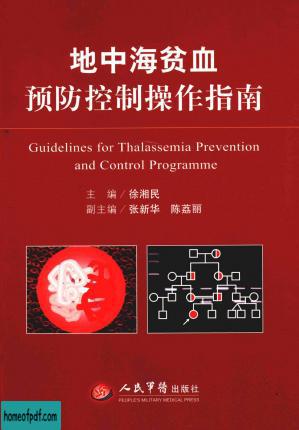 地中海贫血
预防控制操作指南
Guidelines for Thalassemia Prevention
and Control Programme
主 编 / 徐湘民
副主编 / 张新华 陈荔丽
人民軍醫出版社
PEOPLE'S MILITARY MEDICAL PRESS
homeofpdf.com